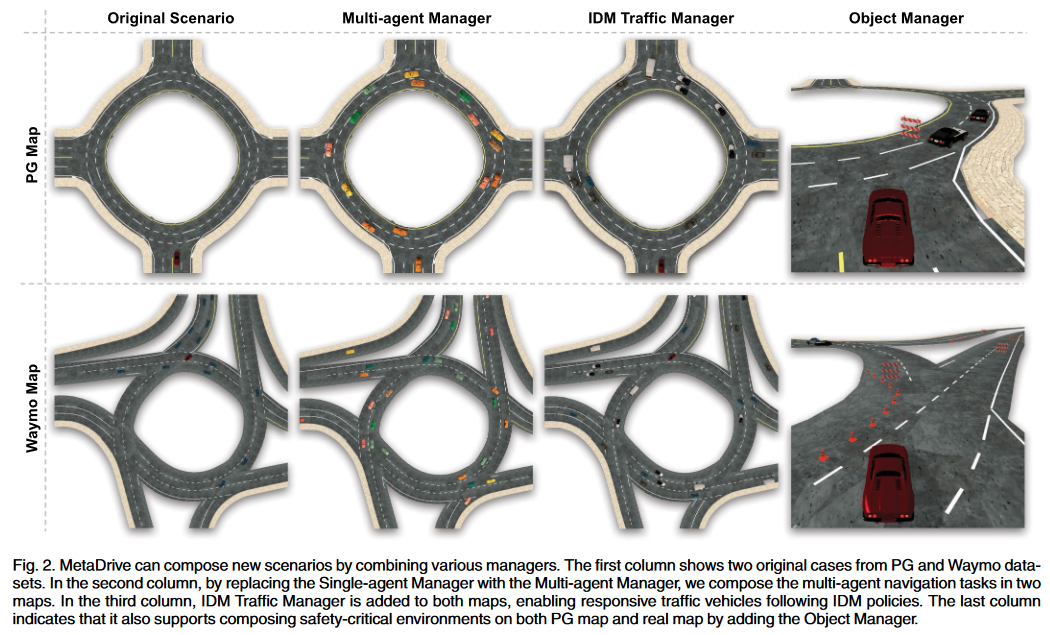 Original Scenario
Multi-agent Manager
IDM Traffic Manager
Object Manager
PG Map
Waymo Map
Fig. 2. MetaDrive can compose new scenarios by combining various managers. The first column shows two original cases from PG and Waymo data-
sets. In the second column, by replacing the Single-agent Manager with the Multi-agent Manager, we compose the multi-agent navigation tasks in two
maps. In the third column, IDM Traffic Manager is added to both maps, enabling responsive traffic vehicles following IDM policies. The last column
indicates that it also supports composing safety-critical environments on both PG map and real map by adding the Object Manager.